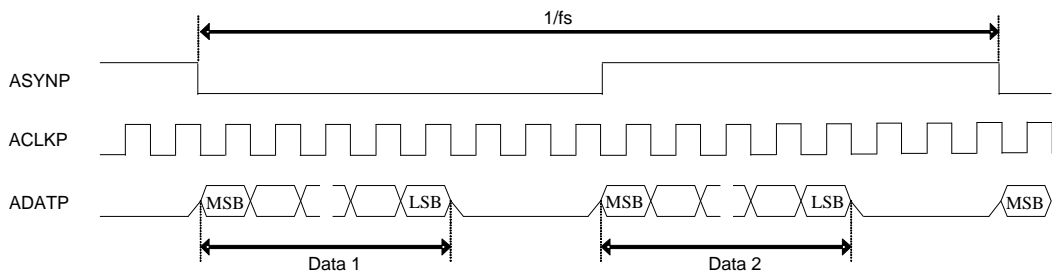 1/fs
ASYNP
ACLKP
ADATP
MSB
LSB
MSB
LSB
MSB
Data 1
Data 2